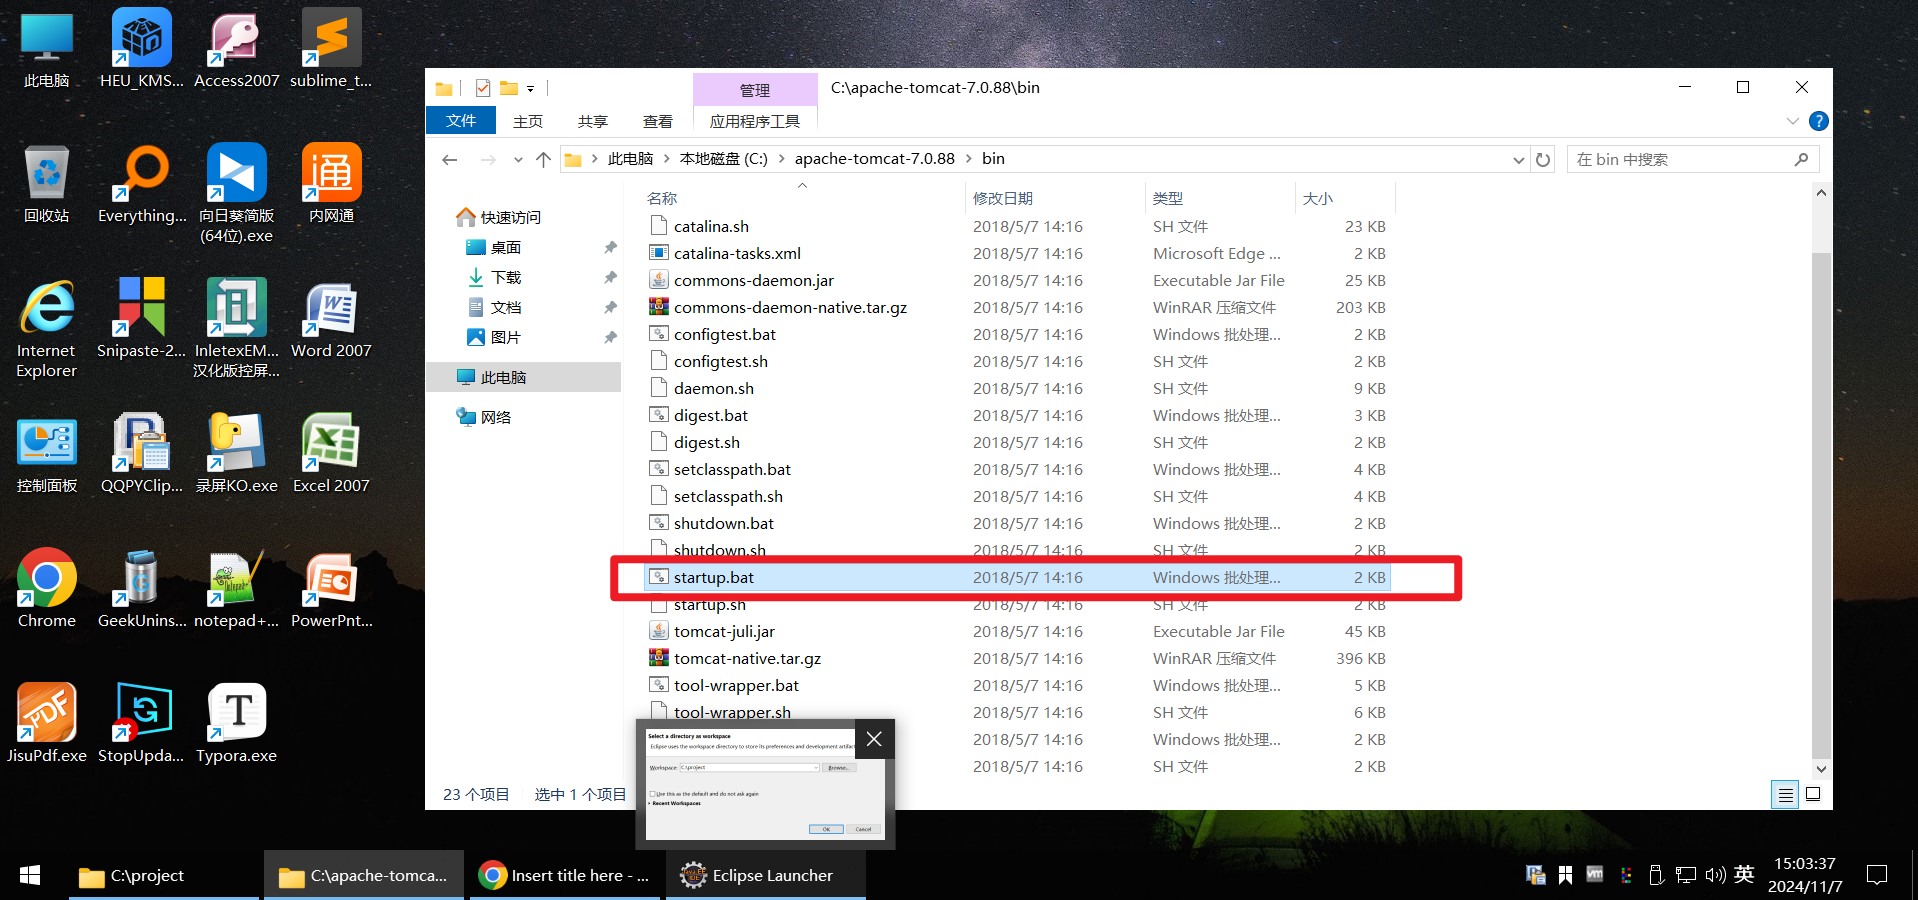 此电脑
HEU_KMS...
Access2007
sublime_t...
回收站
Everything...
向日葵简版
(64位).exe
通
内网通
Internet
Explorer
Snipaste-2...
InletexEM...
汉化版控屏...
Word 2007
控制面板
QQPYClip...
录屏KO.exe
Excel 2007
Chrome
GeekUnins...
notepad+...
PowerPnt...
JisuPdf.exe
StopUpda...
Typora.exe
管理
C:\apache-tomcat-7.0.88\bin
文件
主页
共享
查看
应用程序工具
此电脑
本地磁盘 (C:)
apache-tomcat-7.0.88
bin
在 bin 中搜索
快速访问
桌面
下载
文档
图片
此电脑
网络
名称 修改日期 类型 大小
catalina.sh 2018/5/7 14:16 SH 文件 23 KB
catalina-tasks.xml 2018/5/7 14:16 Microsoft Edge ... 2 KB
commons-daemon.jar 2018/5/7 14:16 Executable Jar File 25 KB
commons-daemon-native.tar.gz 2018/5/7 14:16 WinRAR 压缩文件 203 KB
configtest.bat 2018/5/7 14:16 Windows 批处理... 2 KB
configtest.sh 2018/5/7 14:16 SH 文件 2 KB
daemon.sh 2018/5/7 14:16 SH 文件 9 KB
digest.bat 2018/5/7 14:16 Windows 批处理... 3 KB
digest.sh 2018/5/7 14:16 SH 文件 2 KB
setclasspath.bat 2018/5/7 14:16 Windows 批处理... 4 KB
setclasspath.sh 2018/5/7 14:16 SH 文件 4 KB
shutdown.bat 2018/5/7 14:16 Windows 批处理... 2 KB
shutdown.sh 2018/5/7 14:16 SH 文件 2 KB
startup.bat 2018/5/7 14:16 Windows 批处理... 2 KB
startup.sh 2018/5/7 14:16 SH 文件 2 KB
tomcat-juli.jar 2018/5/7 14:16 Executable Jar File 45 KB
tomcat-native.tar.gz 2018/5/7 14:16 WinRAR 压缩文件 396 KB
tool-wrapper.bat 2018/5/7 14:16 Windows 批处理... 5 KB
tool-wrapper.sh 2018/5/7 14:16 SH 文件 6 KB
2018/5/7 14:16 Windows 批处理... 2 KB
2018/5/7 14:16 SH 文件 2 KB
23 个项目 选中 1 个项目
Select a directory as workspace
Eclipse uses the workspace directory to store its preferences and development artifac
Workspace: C:\project Browse...
Use this as the default and do not ask again
Recent Workspaces
OK Cancel
C:\project
C:\apache-tomca...
Insert title here - ...
Eclipse Launcher
英
15:03:37
2024/11/7